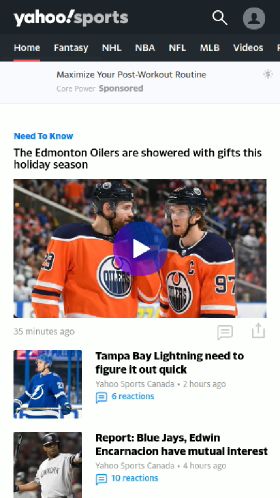 yahoo!sports
Home Fantasy NHL NBA NFL MLB Videos
Maximize Your Post-Workout Routine
Core Power Sponsored
Need To Know
The Edmonton Oilers are showered with gifts this
holiday season
OILERS
OILERS
C
97
35 minutes ago
Tampa Bay Lightning need to
figure it out quick
Yahoo Sports Canada • 2 hours ago
6 reactions
Report: Blue Jays, Edwin
Encarnacion have mutual interest
Yahoo Sports Canada • 4 hours ago
10 reactions